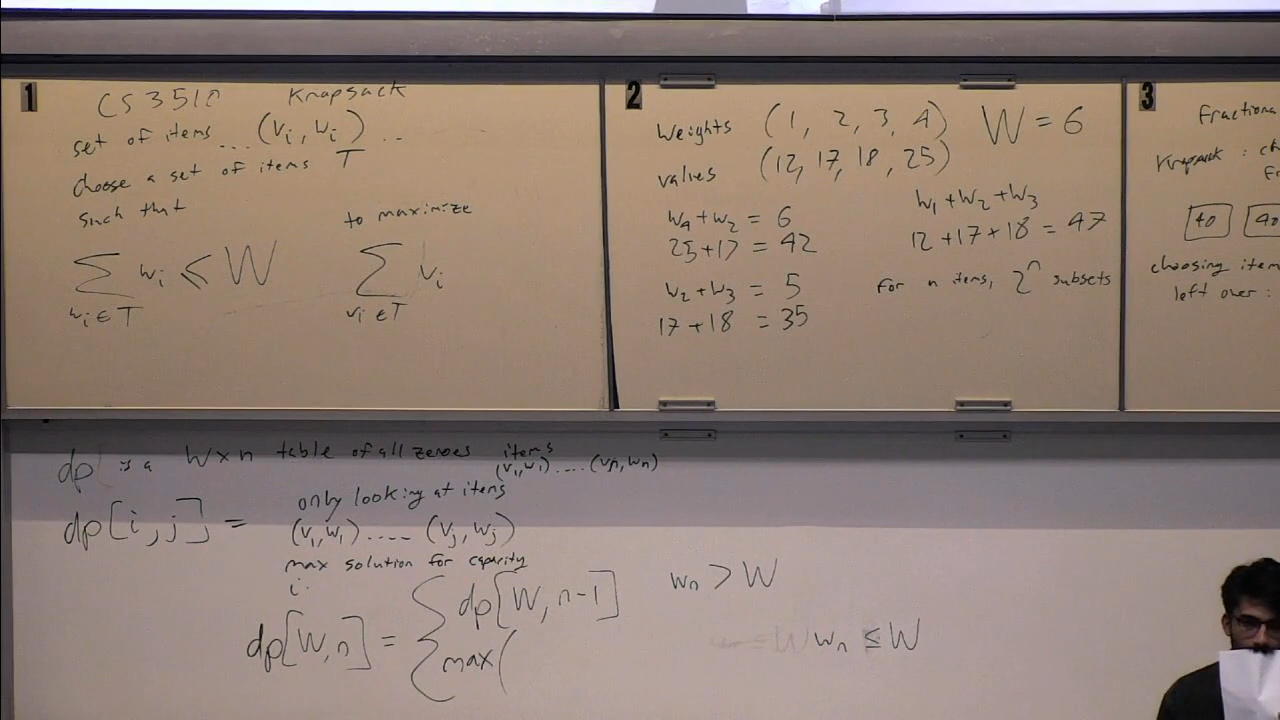 1
CS 3510 Knapsack
set of items ... (vᵢ, wᵢ) ..
choose a set of items T
such that
to maximize
∑ wᵢ ≤ W
wᵢ ∈ T
∑ vᵢ
vᵢ ∈ T
2
Weights (1, 2, 3, 4) W = 6
values (12, 17, 18, 25)
w₄ + w₂ = 6
25 + 17 = 42
w₂ + w₃ = 5
17 + 18 = 35
w₁ + w₂ + w₃
12 + 17 + 18 = 47
for n items, 2ⁿ subsets
3
Fractiona
Knapsack :
40
choosing item
left over :
dp is a W × n table of all zeroes items
(v₁, w₁) .... (vₙ, wₙ)
dp[i, j] = only looking at items
(v₁, w₁) .... (vⱼ, wⱼ)
max solution for capacity
i.
dp[W, n] = { dp[W, n-1] wₙ > W
max( wₙ ≤ W